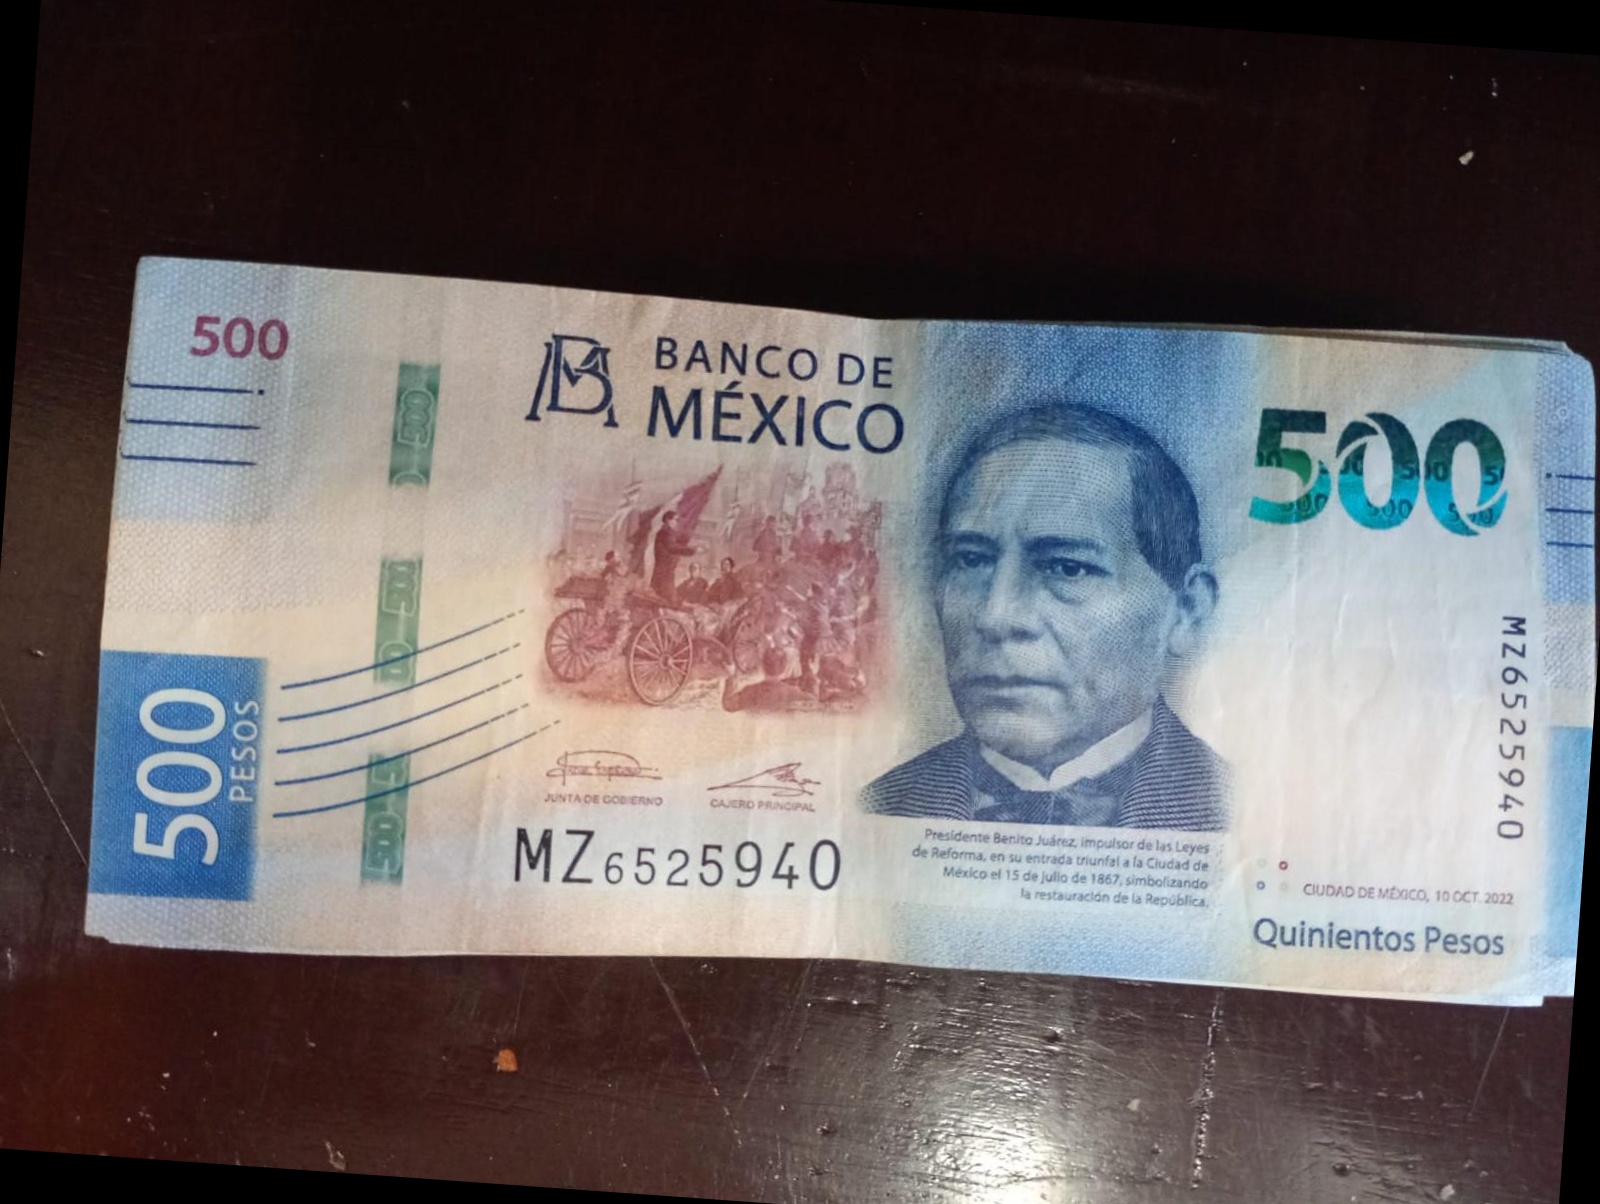 500
BANCO DE
MÉXICO
500
500
PESOS
MZ6525940
JUNTA DE GOBIERNO
CAJERO PRINCIPAL
MZ6525940
Presidente Benito Juárez, impulsor de las Leyes
de Reforma, en su entrada triunfal a la Ciudad de
México el 15 de julio de 1867, simbolizando
la restauración de la República.
CIUDAD DE MÉXICO, 10 OCT. 2022
Quinientos Pesos